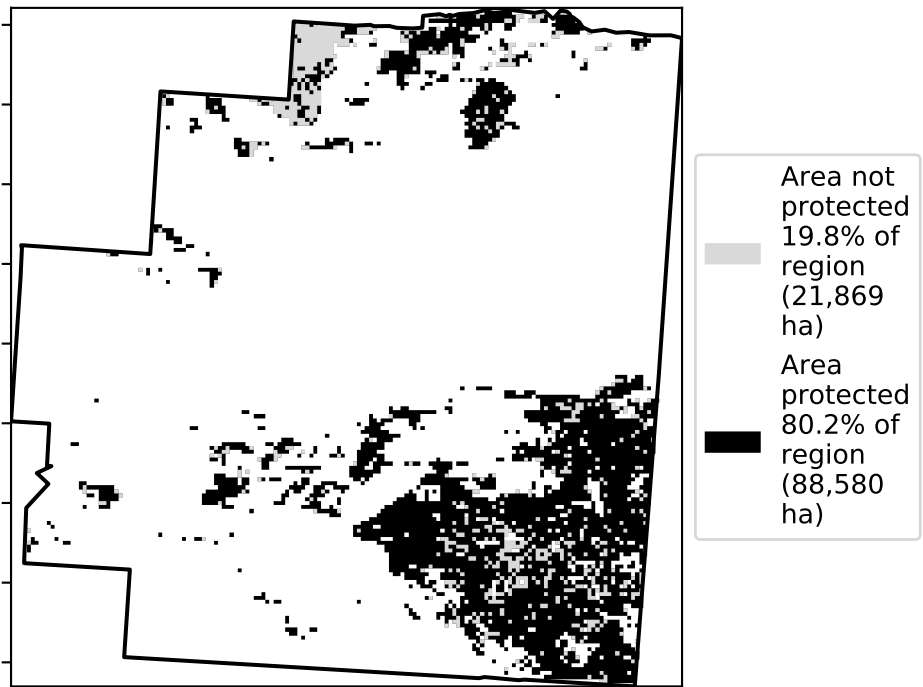 Area not
protected
19.8% of
region
(21,869
ha)
Area
protected
80.2% of
region
(88,580
ha)